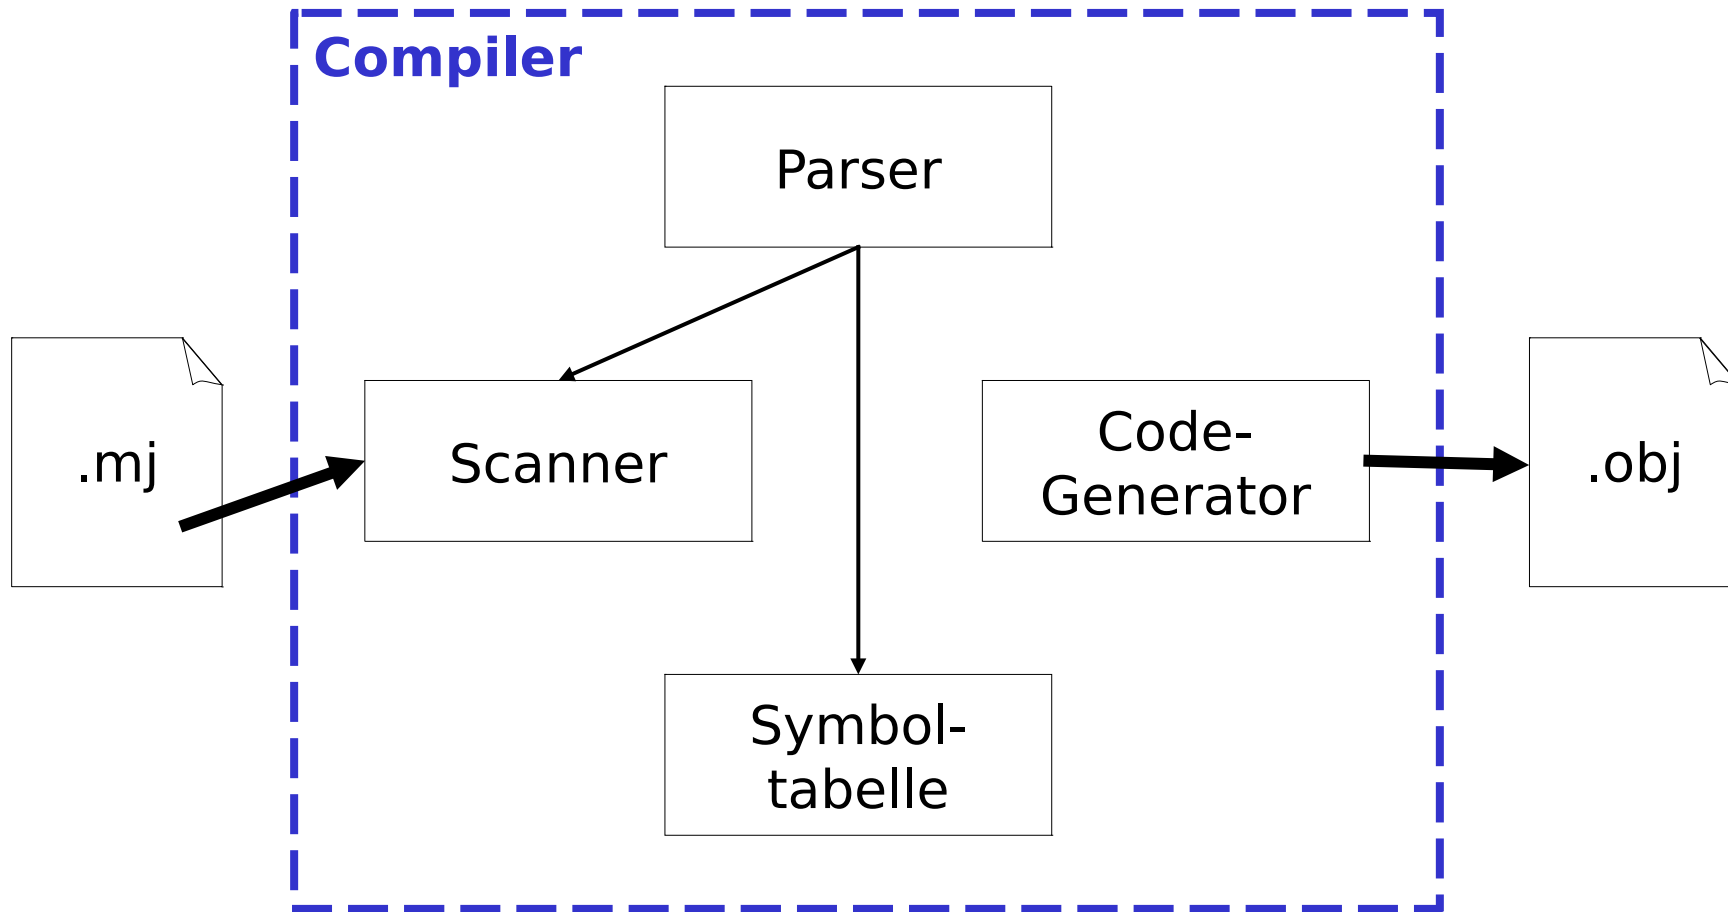 Compiler
Parser
.mj
Scanner
Code-
Generator
.obj
Symbol-
tabelle